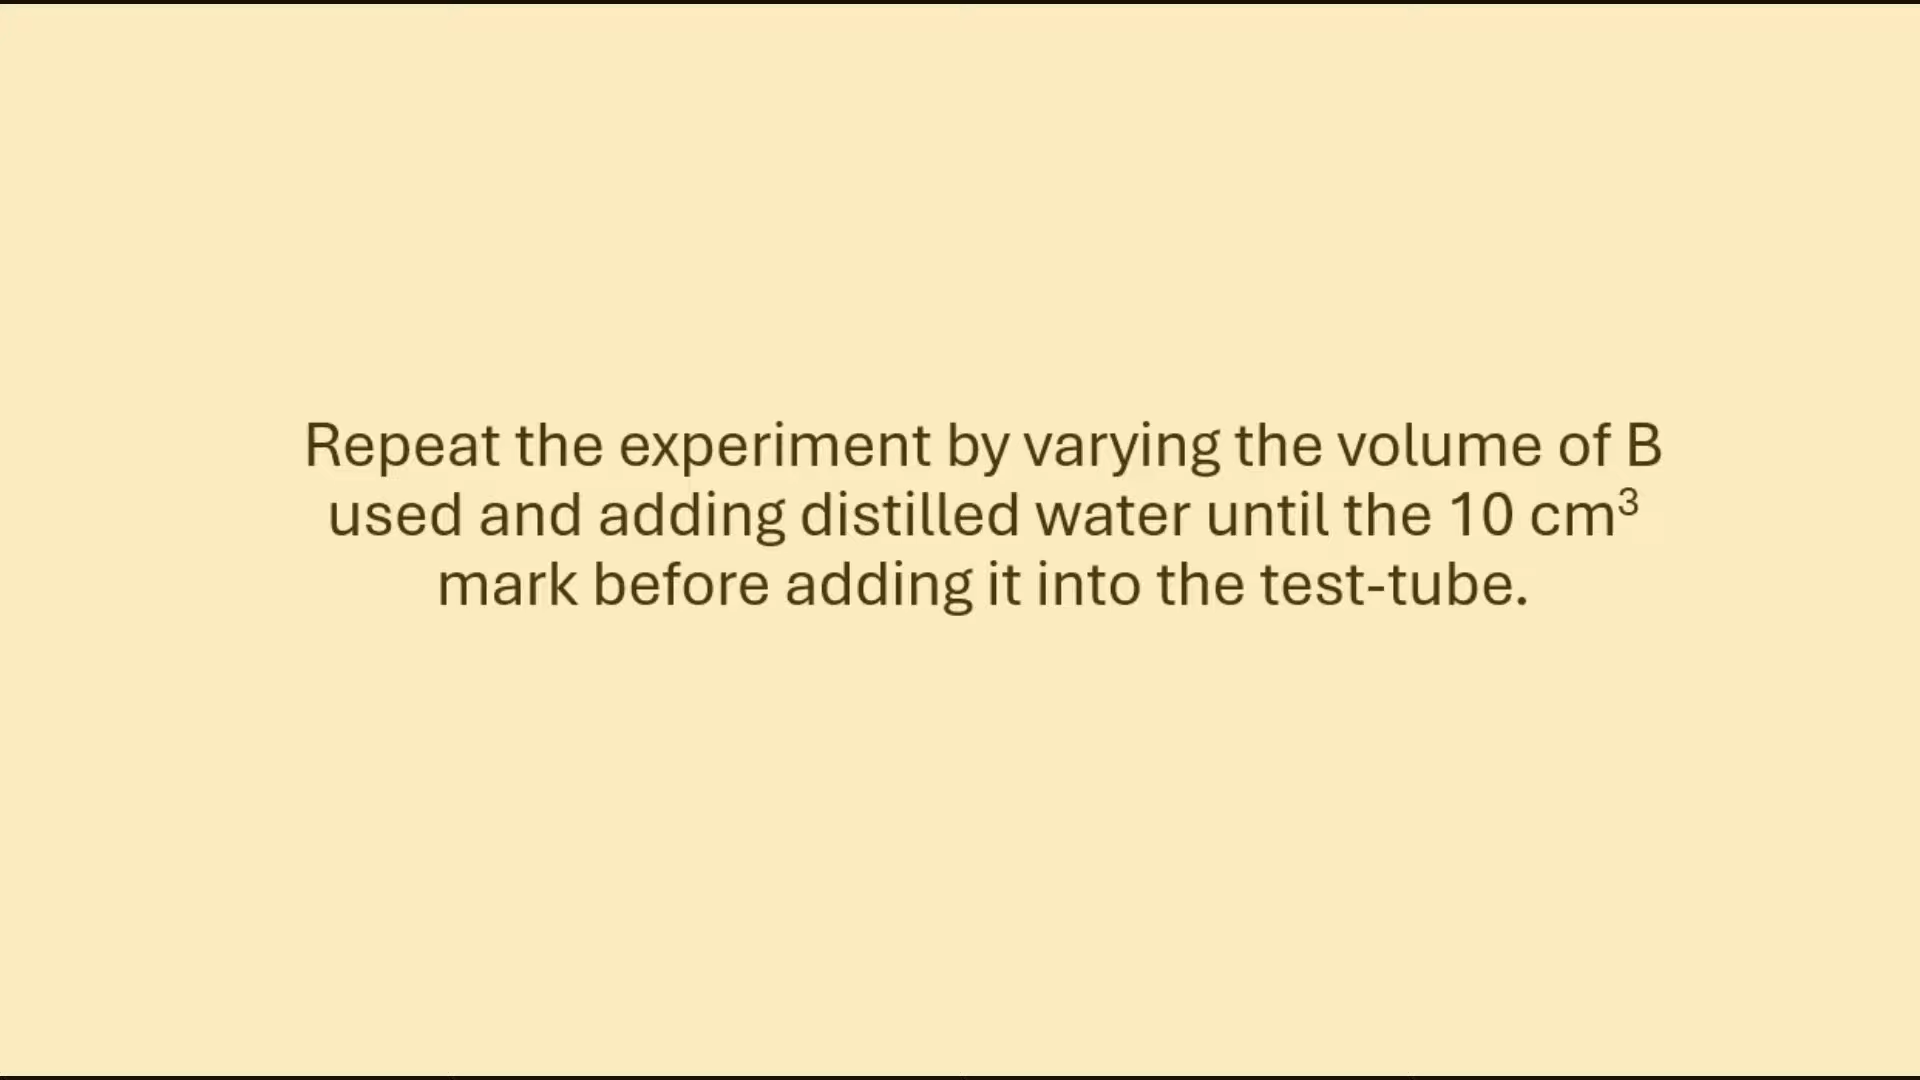 Repeat the experiment by varying the volume of B
used and adding distilled water until the 10 cm³
mark before adding it into the test-tube.